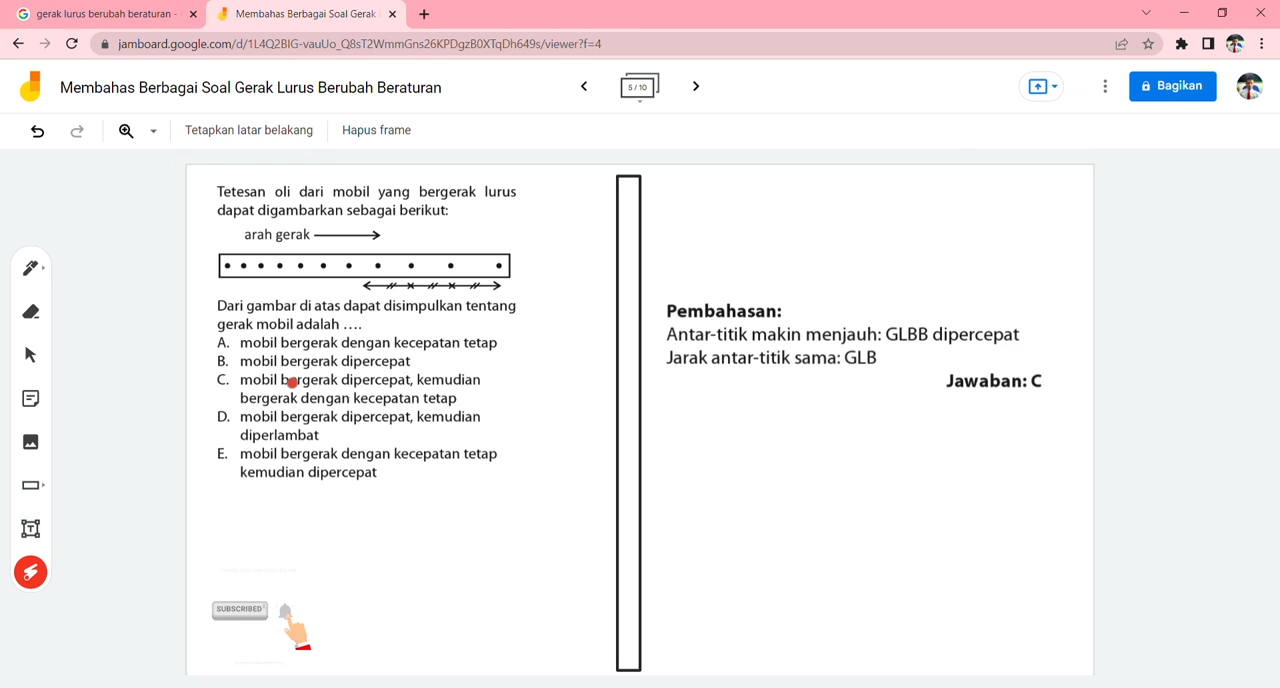 gerak lurus berubah beraturan -
Membahas Berbagai Soal Gerak
jamboard.google.com/d/1L4Q2BIG-vauUo_Q8sT2WmmGns26KPDgzB0XTqDh649s/viewer?f=4
Membahas Berbagai Soal Gerak Lurus Berubah Beraturan
5 / 10
Bagikan
Tetapkan latar belakang
Hapus frame
Tetesan oli dari mobil yang bergerak lurus
dapat digambarkan sebagai berikut:
arah gerak
Dari gambar di atas dapat disimpulkan tentang
gerak mobil adalah ....
A. mobil bergerak dengan kecepatan tetap
B. mobil bergerak dipercepat
C. mobil bergerak dipercepat, kemudian
bergerak dengan kecepatan tetap
D. mobil bergerak dipercepat, kemudian
diperlambat
E. mobil bergerak dengan kecepatan tetap
kemudian dipercepat
SUBSCRIBED
Pembahasan:
Antar-titik makin menjauh: GLBB dipercepat
Jarak antar-titik sama: GLB
Jawaban: C